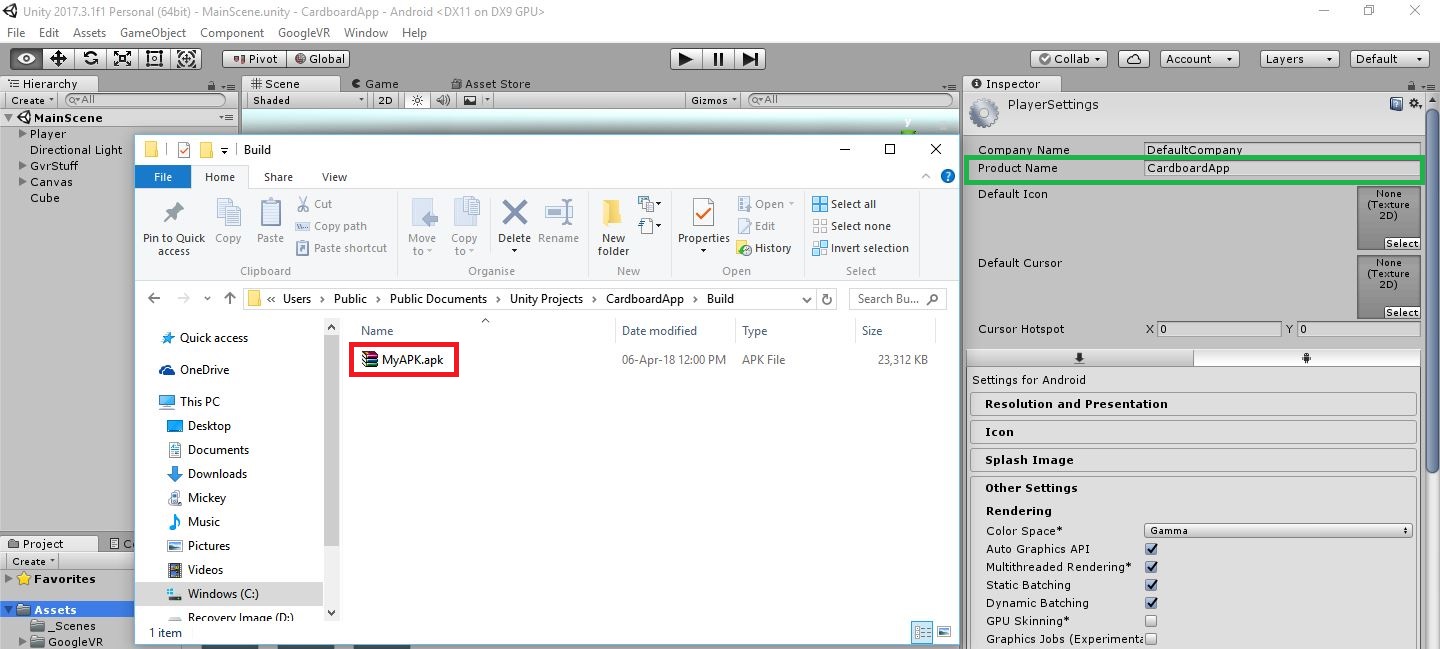 Unity 2017.3.1f1 Personal (64bit) - MainScene.unity - CardboardApp - Android <DX11 on DX9 GPU>
File Edit Assets GameObject Component GoogleVR Window Help
Pivot Global Collab Account Layers Default
Hierarchy
Create All
MainScene
Player
Directional Light
GvrStuff
Canvas
Cube
Scene Game Asset Store
Shaded 2D Gizmos All
y
Build
File Home Share View
Pin to Quick access
Copy
Paste
Cut
Copy path
Paste shortcut
Clipboard
Move to
Copy to
Delete
Rename
Organise
New folder
New
Properties
Open
Edit
History
Open
Select all
Select none
Invert selection
Select
« Users › Public › Public Documents › Unity Projects › CardboardApp › Build
Search Bu...
Quick access
OneDrive
This PC
Desktop
Documents
Downloads
Mickey
Music
Pictures
Videos
Windows (C:)
Recovery Image (D:)
Name Date modified Type Size
MyAPK.apk 06-Apr-18 12:00 PM APK File 23,312 KB
1 item
Project
Create
Favorites
Assets
_Scenes
GoogleVR
Inspector
PlayerSettings
Company Name DefaultCompany
Product Name CardboardApp
Default Icon
None
(Texture
2D)
Select
Default Cursor
None
(Texture
2D)
Select
Cursor Hotspot X 0 Y 0
Settings for Android
Resolution and Presentation
Icon
Splash Image
Other Settings
Rendering
Color Space* Gamma
Auto Graphics API
Multithreaded Rendering*
Static Batching
Dynamic Batching
GPU Skinning*
Graphics Jobs (Experimenta